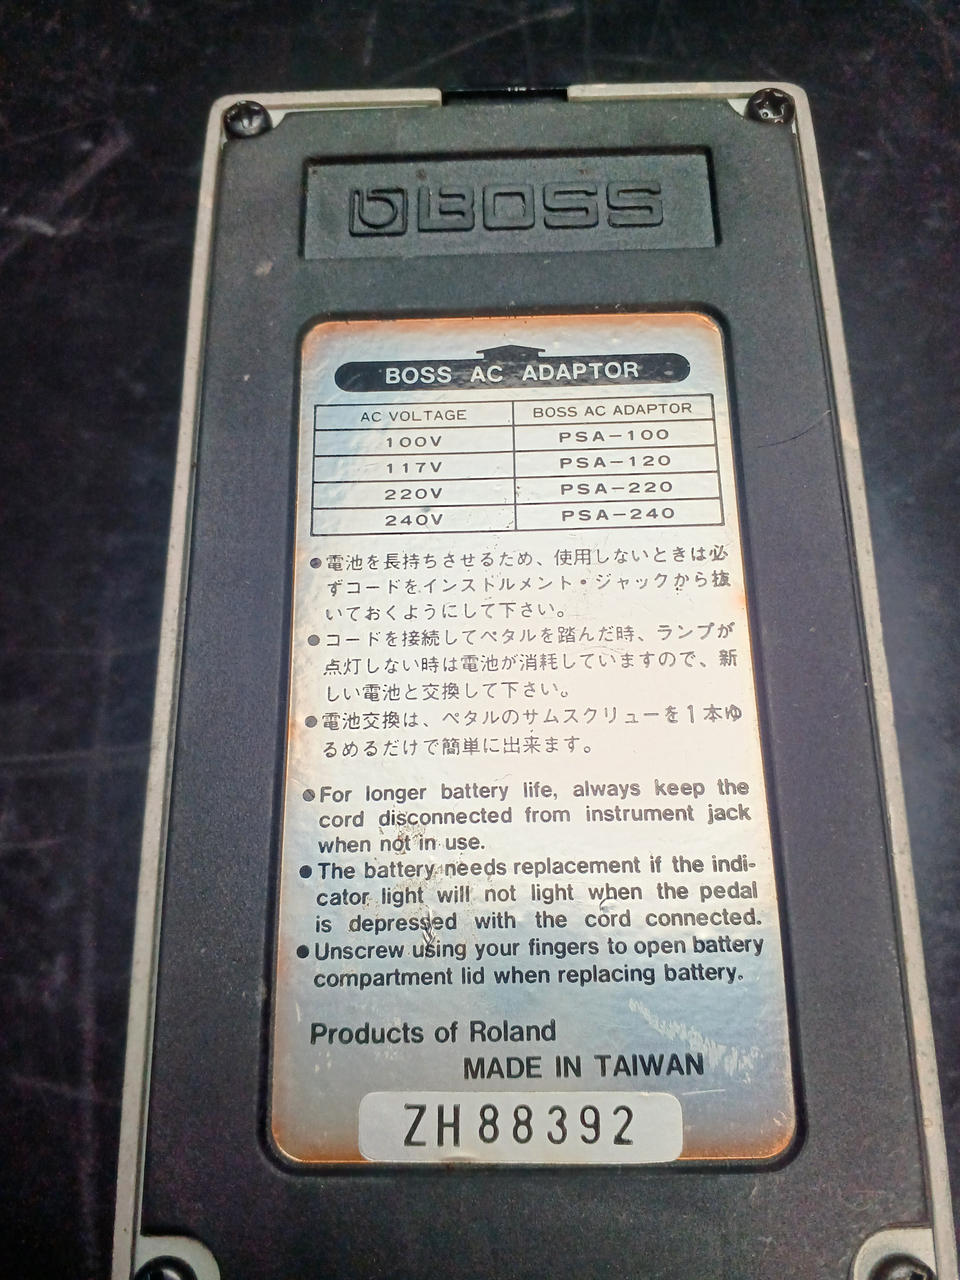 BOSS
BOSS AC ADAPTOR
AC VOLTAGE BOSS AC ADAPTOR
100V PSA-100
117V PSA-120
220V PSA-220
240V PSA-240
●電池を長持ちさせるため、使用しないときは必
ずコードをインスドルメント・ジャックから抜
いておくようにして下さい。
●コードを接続してペタルを踏んだ時、ランプが
点灯しない時は電池が消耗していますので、新
しい電池と交換して下さい。
●電池交換は、ペタルのサムスクリューを1本ゆ
るめるだけで簡単に出来ます。
●For longer battery life, always keep the
cord disconnected from instrument jack
when not in use.
●The battery needs replacement if the indi-
cator light will not light when the pedal
is depressed with the cord connected.
●Unscrew using your fingers to open battery
compartment lid when replacing battery.
Products of Roland
MADE IN TAIWAN
ZH88392